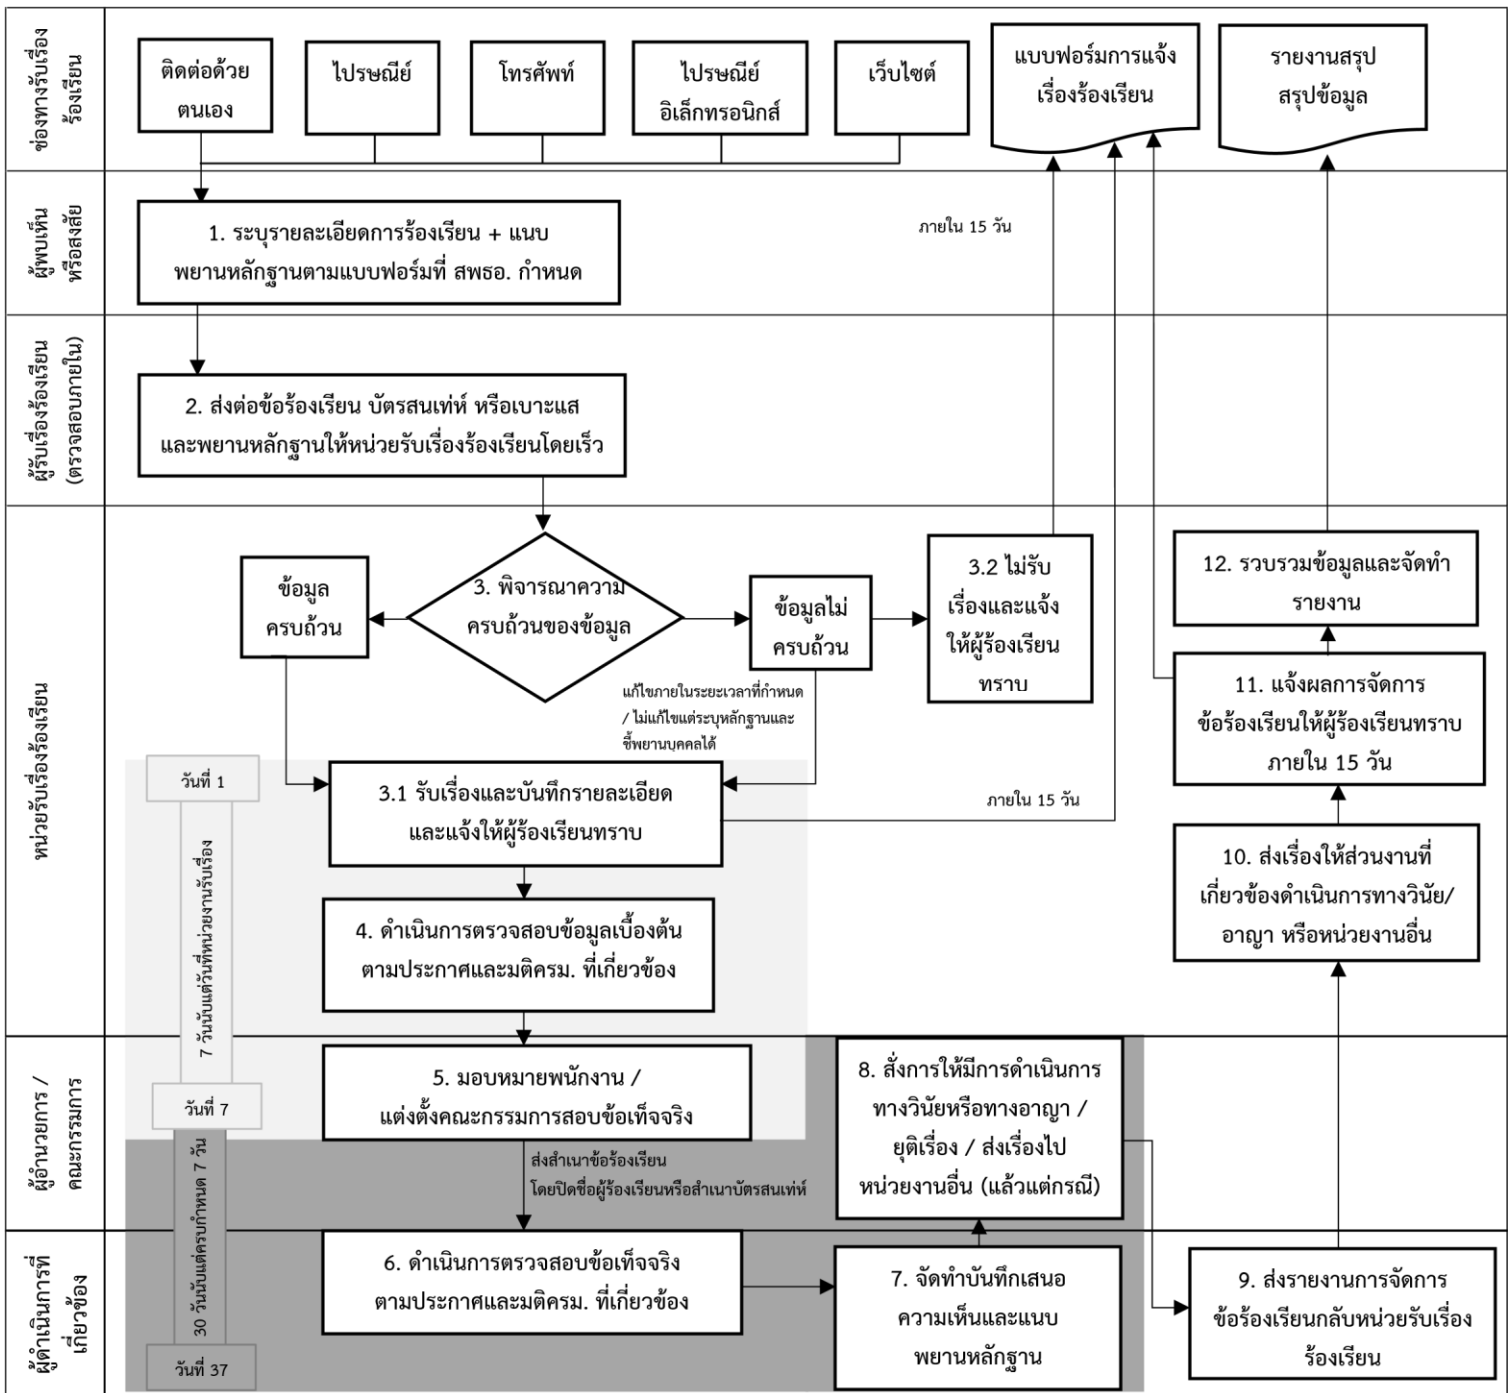 ช่องทางรับเรื่อง
ร้องเรียน
ติดต่อด้วย
ตนเอง
ไปรษณีย์
โทรศัพท์
ไปรษณีย์
อิเล็กทรอนิกส์
เว็บไซต์
แบบฟอร์มการแจ้ง
เรื่องร้องเรียน
รายงานสรุป
สรุปข้อมูล
ผู้พบเห็น
หรือสงสัย
1. ระบุรายละเอียดการร้องเรียน + แนบ
พยานหลักฐานตามแบบฟอร์มที่ สพธอ. กำหนด
ภายใน 15 วัน
ผู้รับเรื่องร้องเรียน
(ตรวจสอบภายใน)
2. ส่งต่อข้อร้องเรียน บัตรสนเท่ห์ หรือเบาะแส
และพยานหลักฐานให้หน่วยรับเรื่องร้องเรียนโดยเร็ว
หน่วยรับเรื่องร้องเรียน
ข้อมูล
ครบถ้วน
3. พิจารณาความ
ครบถ้วนของข้อมูล
ข้อมูลไม่
ครบถ้วน
3.2 ไม่รับ
เรื่องและแจ้ง
ให้ผู้ร้องเรียน
ทราบ
แก้ไขภายในระยะเวลาที่กำหนด
/ ไม่แก้ไขแต่ระบุหลักฐานและ
ชี้พยานบุคคลได้
12. รวบรวมข้อมูลและจัดทำ
รายงาน
11. แจ้งผลการจัดการ
ข้อร้องเรียนให้ผู้ร้องเรียนทราบ
ภายใน 15 วัน
วันที่ 1
3.1 รับเรื่องและบันทึกรายละเอียด
และแจ้งให้ผู้ร้องเรียนทราบ
ภายใน 15 วัน
7 วันนับแต่วันที่หน่วยงานรับเรื่อง
10. ส่งเรื่องให้ส่วนงานที่
เกี่ยวข้องดำเนินการทางวินัย/
อาญา หรือหน่วยงานอื่น
4. ดำเนินการตรวจสอบข้อมูลเบื้องต้น
ตามประกาศและมติครม. ที่เกี่ยวข้อง
ผู้อำนวยการ /
คณะกรรมการ
วันที่ 7
5. มอบหมายพนักงาน /
แต่งตั้งคณะกรรมการสอบข้อเท็จจริง
8. สั่งการให้มีการดำเนินการ
ทางวินัยหรือทางอาญา /
ยุติเรื่อง / ส่งเรื่องไป
หน่วยงานอื่น (แล้วแต่กรณี)
ส่งสำเนาข้อร้องเรียน
โดยปิดชื่อผู้ร้องเรียนหรือสำเนาบัตรสนเท่ห์
30 วันนับแต่ครบกำหนด 7 วัน
ผู้ดำเนินการที่
เกี่ยวข้อง
6. ดำเนินการตรวจสอบข้อเท็จจริง
ตามประกาศและมติครม. ที่เกี่ยวข้อง
7. จัดทำบันทึกเสนอ
ความเห็นและแนบ
พยานหลักฐาน
9. ส่งรายงานการจัดการ
ข้อร้องเรียนกลับหน่วยรับเรื่อง
ร้องเรียน
วันที่ 37